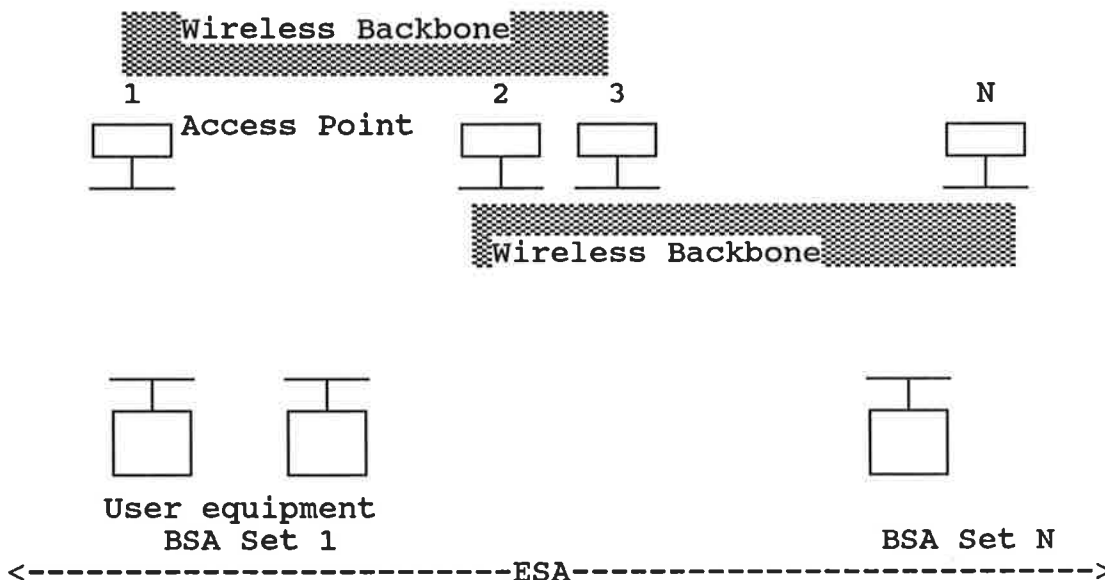 Wireless Backbone
1 2 3 N
Access Point
Wireless Backbone
User equipment
BSA Set 1 BSA Set N
<------------------------ESA--------------------------->